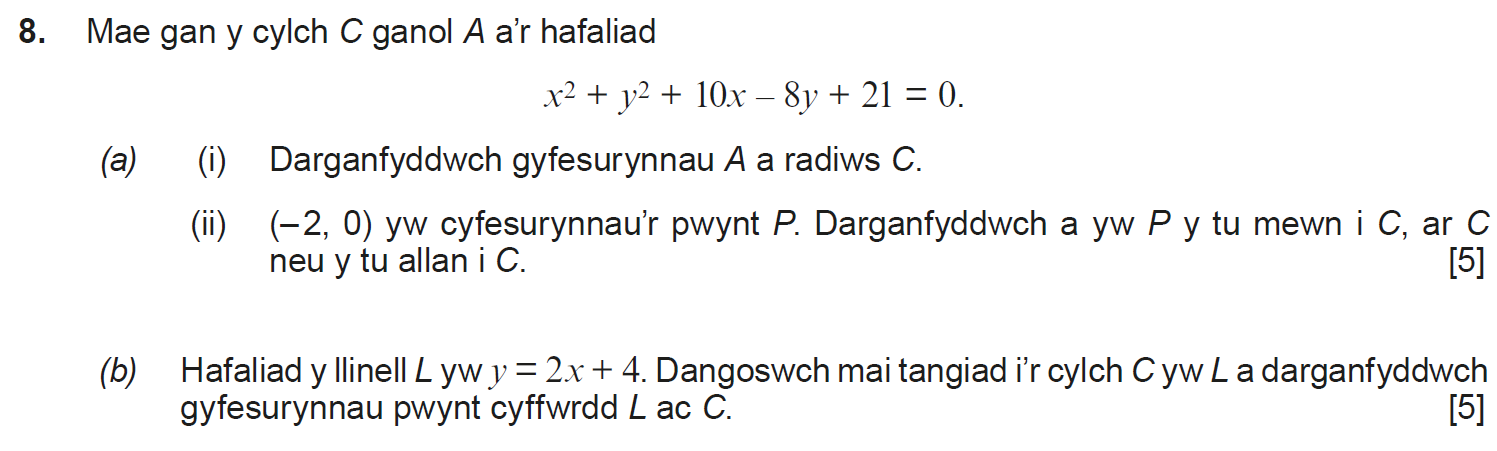 8. Mae gan y cylch C ganol A a’r hafaliad
x² + y² + 10x – 8y + 21 = 0.
(a) (i) Darganfyddwch gyfesurynnau A a radiws C.
(ii) (–2, 0) yw cyfesurynnau’r pwynt P. Darganfyddwch a yw P y tu mewn i C, ar C
neu y tu allan i C. [5]
(b) Hafaliad y llinell L yw y = 2x + 4. Dangoswch mai tangiad i’r cylch C yw L a darganfyddwch
gyfesurynnau pwynt cyffwrdd L ac C. [5]